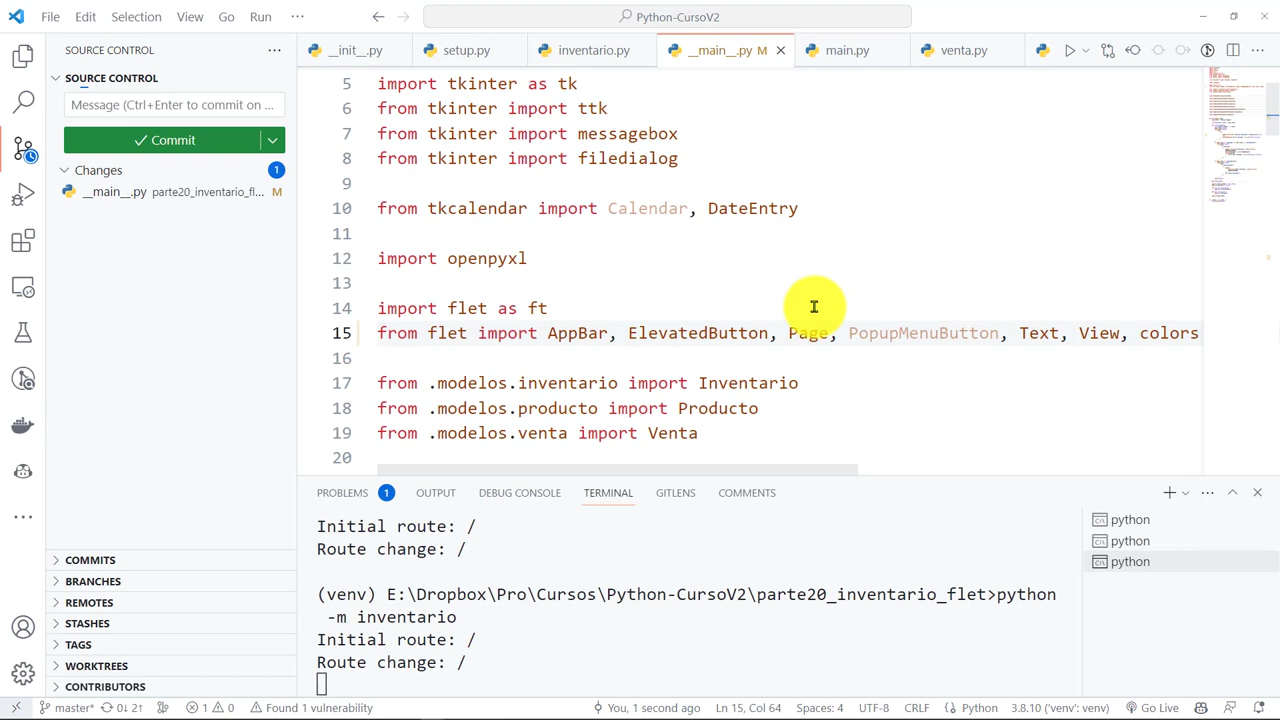 File Edit Selection View Go Run ··· Python-CursoV2
SOURCE CONTROL ···
__init__.py setup.py inventario.py __main__.py M main.py venta.py ···
SOURCE CONTROL
Message (Ctrl+Enter to commit on ...
Commit
Changes 1
__main__.py parte20_inventario_fl... M
5 import tkinter as tk
6 from tkinter import ttk
7 from tkinter import messagebox
8 from tkinter import filedialog
9
10 from tkcalendar import Calendar, DateEntry
11
12 import openpyxl
13
14 import flet as ft
15 from flet import AppBar, ElevatedButton, Page, PopupMenuButton, Text, View, colors
16
17 from .modelos.inventario import Inventario
18 from .modelos.producto import Producto
19 from .modelos.venta import Venta
20
PROBLEMS 1 OUTPUT DEBUG CONSOLE TERMINAL GITLENS COMMENTS
Initial route: /
Route change: /
(venv) E:\Dropbox\Pro\Cursos\Python-CursoV2\parte20_inventario_flet>python
-m inventario
Initial route: /
Route change: /
python
python
python
COMMITS
BRANCHES
REMOTES
STASHES
TAGS
WORKTREES
CONTRIBUTORS
master* 0↓ 2↑ 1 0 Found 1 vulnerability You, 1 second ago Ln 15, Col 64 Spaces: 4 UTF-8 CRLF Python 3.8.10 ('venv': venv) Go Live